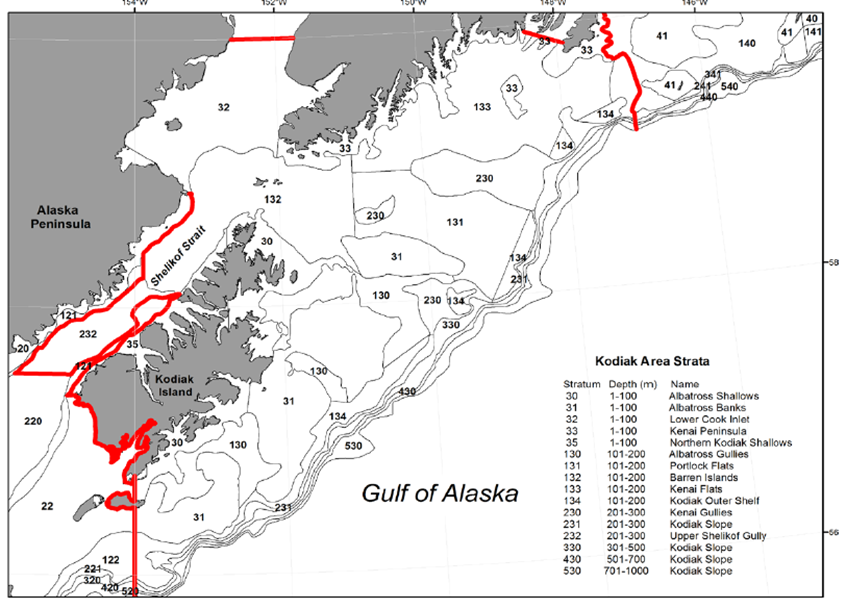 154°W 152°W 150°W 148°W 146°W
40
41 141
41
140
33
33
341
241
440
540
41
33
32
133
134
33
134
230
132
230
131
Alaska
Peninsula
30
Shelikof Strait
31
134
231
58
121
130
230
134
330
232
20
35
121
130
Kodiak
Island
31
430
220
134
30
130
530
22
31
231
56
122
221
320
420
520
Gulf of Alaska
Kodiak Area Strata
Stratum Depth (m) Name
30 1-100 Albatross Shallows
31 1-100 Albatross Banks
32 1-100 Lower Cook Inlet
33 1-100 Kenai Peninsula
35 1-100 Northern Kodiak Shallows
130 101-200 Albatross Gullies
131 101-200 Portlock Flats
132 101-200 Barren Islands
133 101-200 Kenai Flats
134 101-200 Kodiak Outer Shelf
230 201-300 Kenai Gullies
231 201-300 Kodiak Slope
232 201-300 Upper Shelikof Gully
330 301-500 Kodiak Slope
430 501-700 Kodiak Slope
530 701-1000 Kodiak Slope